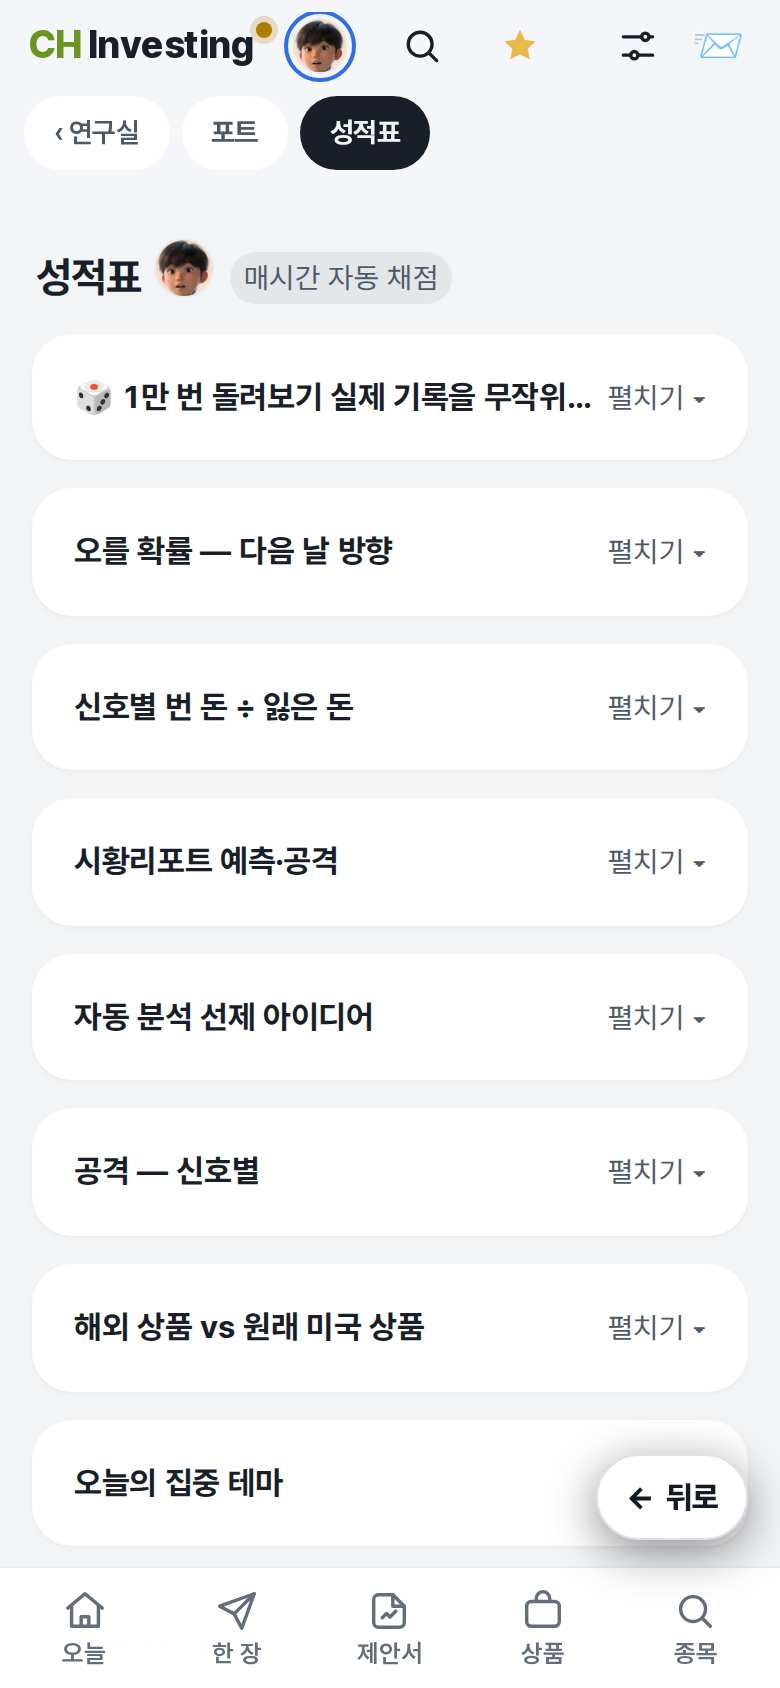 CH Investing
‹ 연구실
포트
성적표
성적표
매시간 자동 채점
1만 번 돌려보기 실제 기록을 무작위...
펼치기
오를 확률 — 다음 날 방향
펼치기
신호별 번 돈 ÷ 잃은 돈
펼치기
시황리포트 예측·공격
펼치기
자동 분석 선제 아이디어
펼치기
공격 — 신호별
펼치기
해외 상품 vs 원래 미국 상품
펼치기
오늘의 집중 테마
← 뒤로
오늘
한 장
제안서
상품
종목